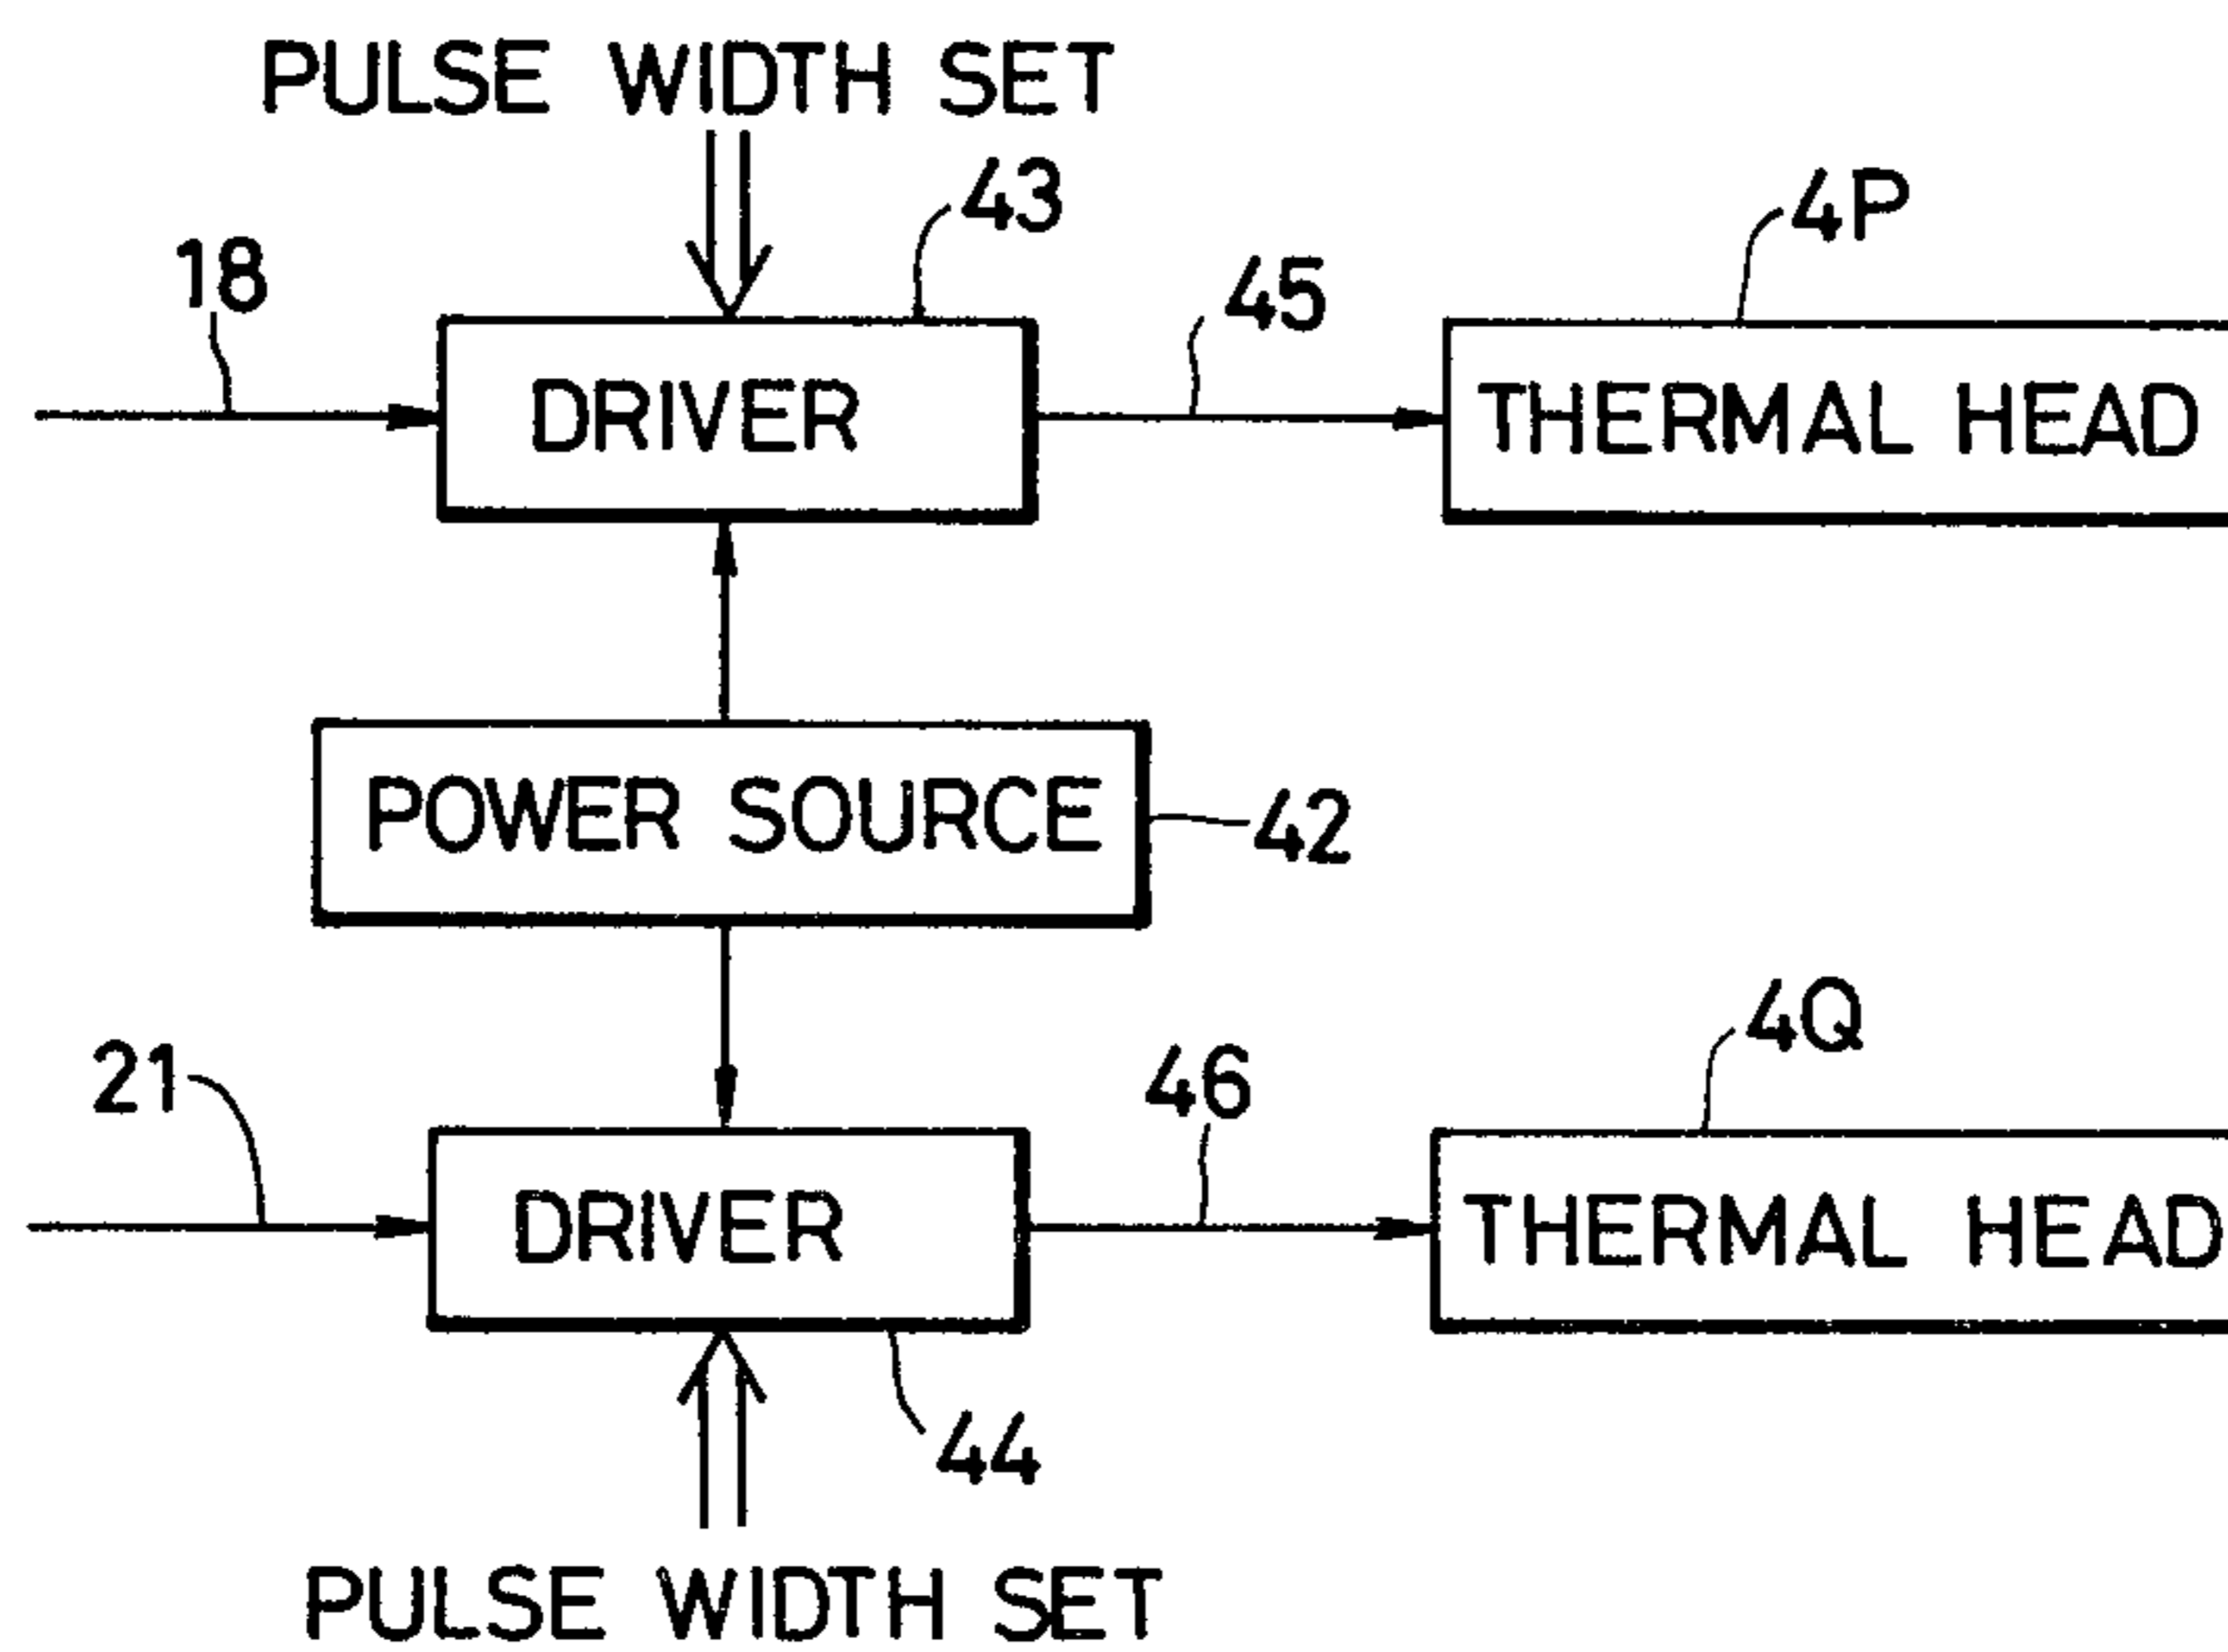 PULSE WIDTH SET
43
4P
18
45
DRIVER
THERMAL HEAD
POWER SOURCE
42
4Q
21
46
DRIVER
THERMAL HEAD
44
PULSE WIDTH SET